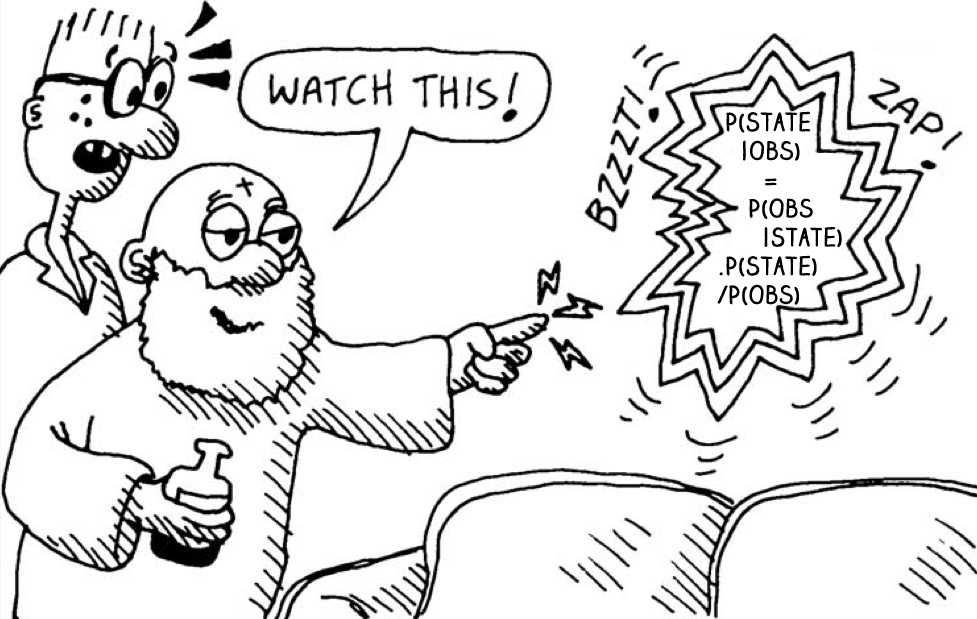 WATCH THIS!
BZZZT!
ZAP!
P(STATE
|OBS)
=
P(OBS
|STATE)
.P(STATE)
/P(OBS)